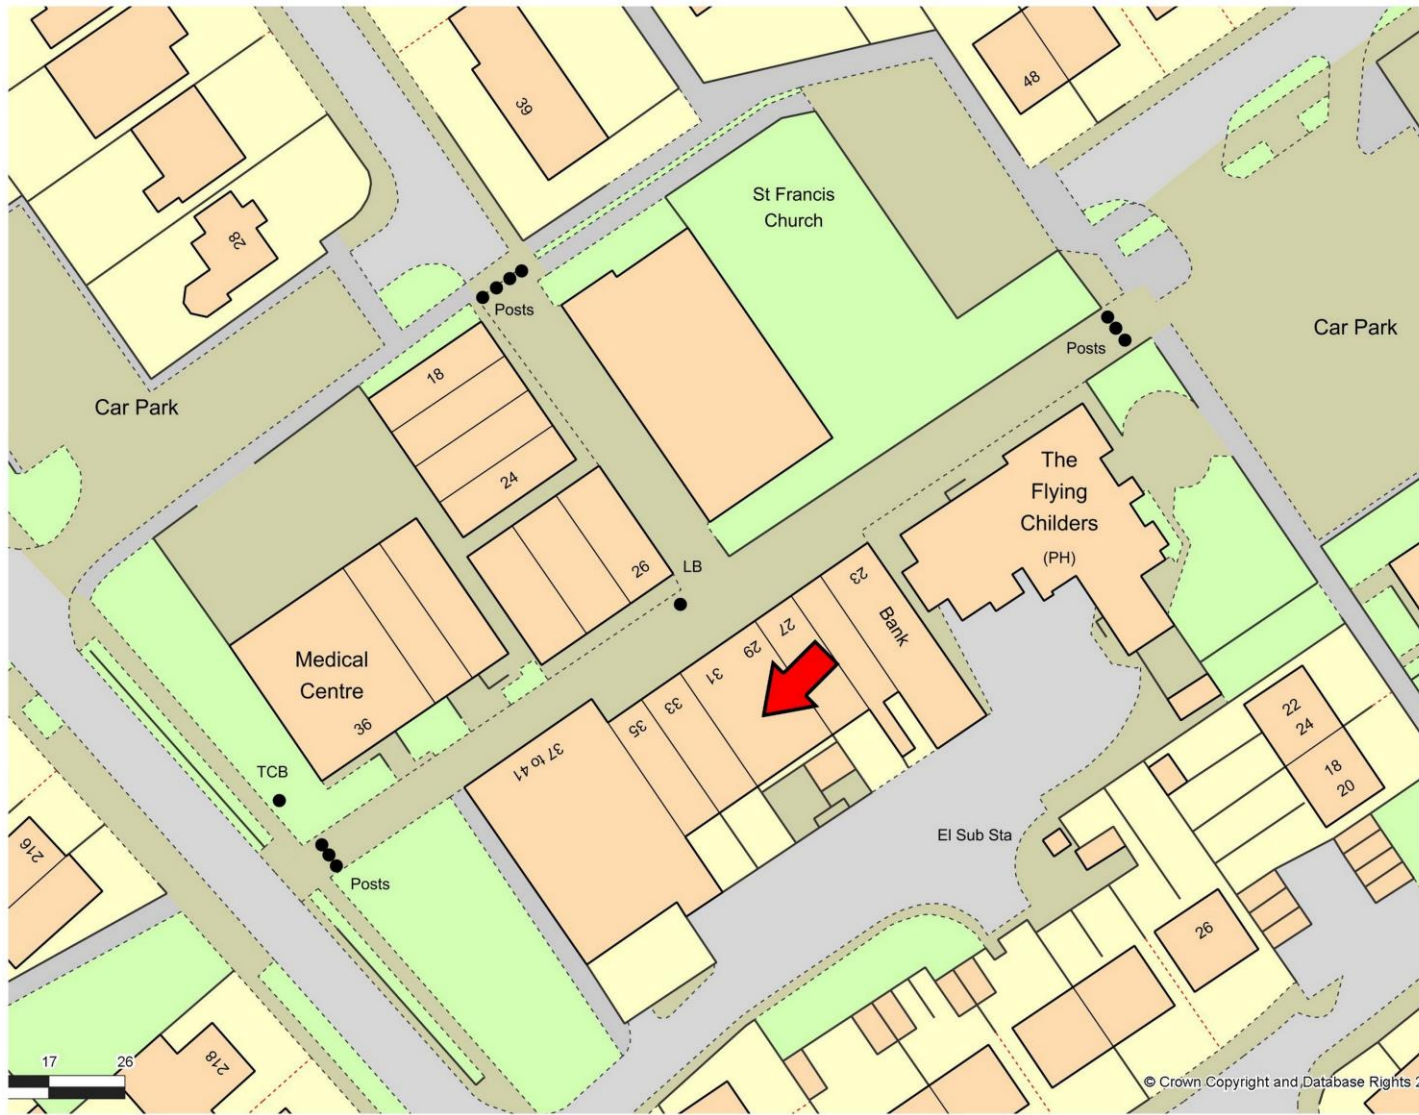 48
39
St Francis
Church
28
Posts
Car Park
Posts
18
Car Park
24
The
Flying
Childers
(PH)
26
LB
23
Bank
27
29
31
33
35
37 to 41
Medical
Centre
36
TCB
Posts
El Sub Sta
22
24
18
20
26
216
218
17 26
© Crown Copyright and Database Rights 2